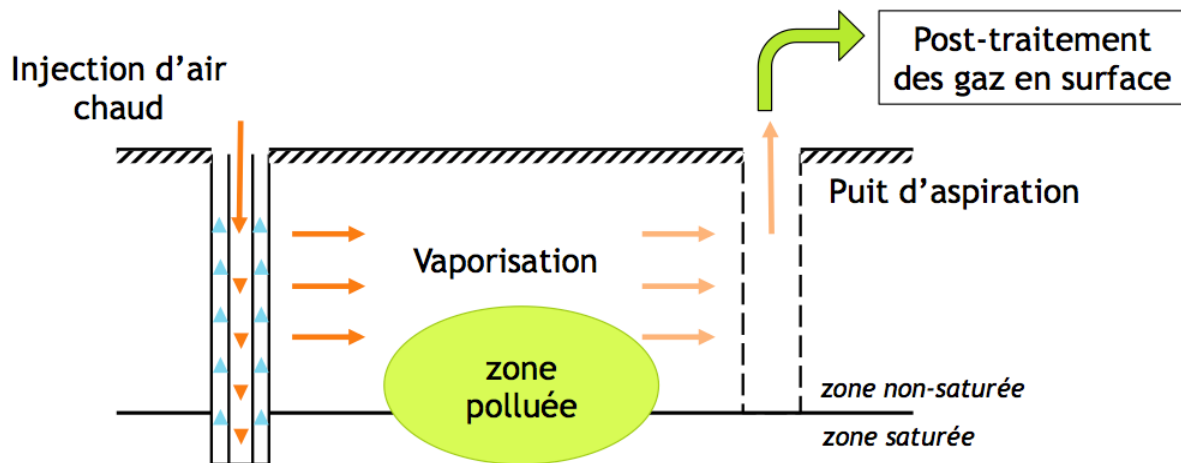 Injection d'air
chaud
Post-traitement
des gaz en surface
Puit d'aspiration
Vaporisation
zone
polluée
zone non-saturée
zone saturée